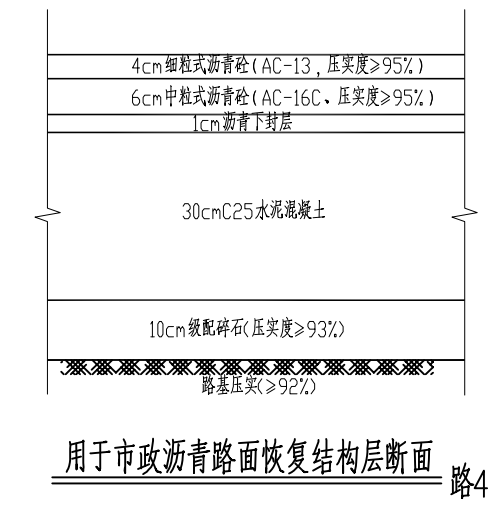 4cm细粒式沥青砼(AC-13,压实度≥95%)
6cm中粒式沥青砼(AC-16C、压实度≥95%)
1cm沥青下封层
30cmC25水泥混凝土
10cm级配碎石(压实度≥93%)
路基压实(≥92%)
用于市政沥青路面恢复结构层断面
路4